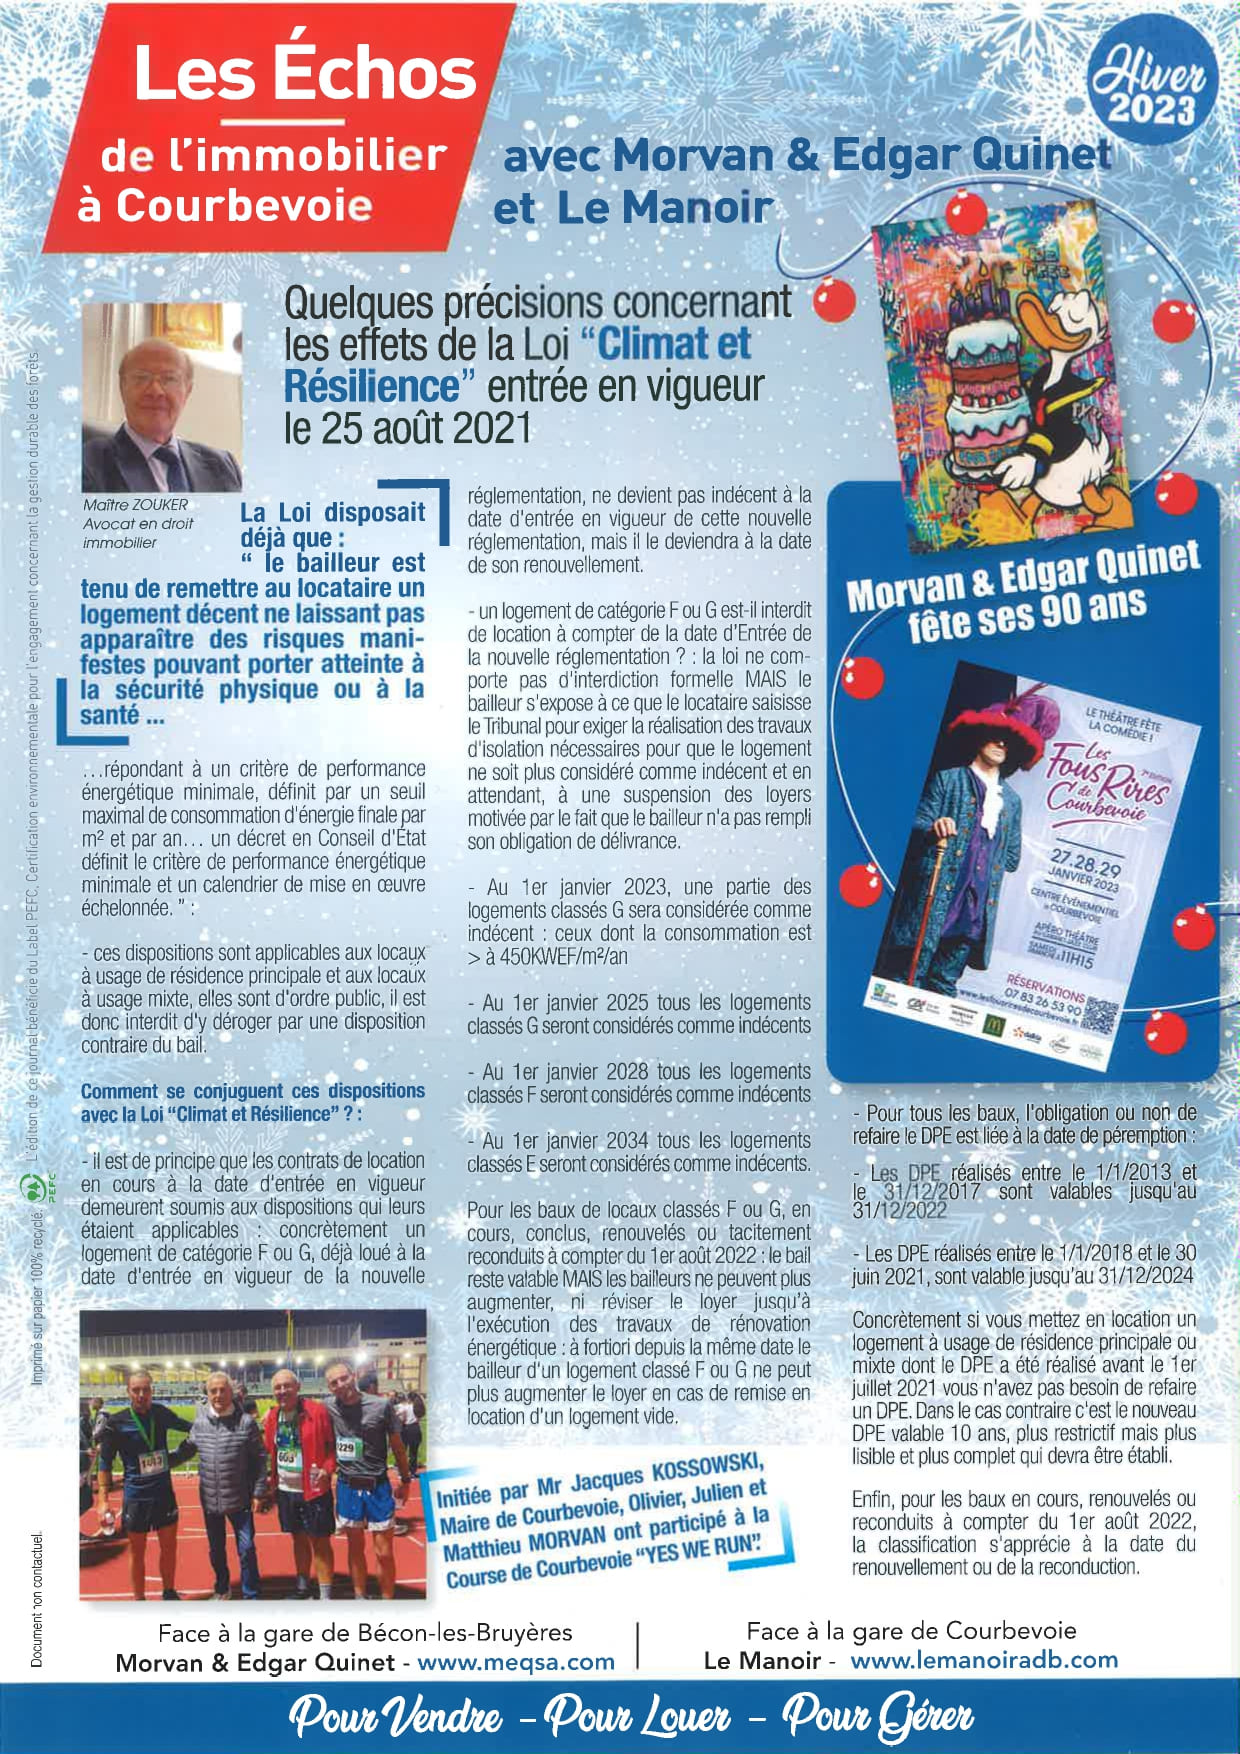 Les Échos
de l'immobilier
à Courbevoie
avec Morvan & Edgar Quinet
et Le Manoir
Hiver
2023
Quelques précisions concernant
les effets de la Loi “Climat et
Résilience” entrée en vigueur
le 25 août 2021
Maître ZOUKER
Avocat en droit
immobilier
La Loi disposait
déjà que :
“ le bailleur est
tenu de remettre au locataire un
logement décent ne laissant pas
apparaître des risques mani-
festes pouvant porter atteinte à
la sécurité physique ou à la
santé ...
…répondant à un critère de performance
énergétique minimale, définit par un seuil
maximal de consommation d'énergie finale par
m² et par an… un décret en Conseil d'État
définit le critère de performance énergétique
minimale et un calendrier de mise en œuvre
échelonnée. ” :
- ces dispositions sont applicables aux locaux
à usage de résidence principale et aux locaux
à usage mixte, elles sont d'ordre public, il est
donc interdit d'y déroger par une disposition
contraire du bail.
Comment se conjuguent ces dispositions
avec la Loi “Climat et Résilience” ? :
- il est de principe que les contrats de location
en cours à la date d'entrée en vigueur
demeurent soumis aux dispositions qui leurs
étaient applicables : concrètement un
logement de catégorie F ou G, déjà loué à la
date d'entrée en vigueur de la nouvelle
réglementation, ne devient pas indécent à la
date d'entrée en vigueur de cette nouvelle
réglementation, mais il le deviendra à la date
de son renouvellement.
- un logement de catégorie F ou G est-il interdit
de location à compter de la date d'Entrée de
la nouvelle réglementation ? : la loi ne com-
porte pas d'interdiction formelle MAIS le
bailleur s'expose à ce que le locataire saisisse
le Tribunal pour exiger la réalisation des travaux
d'isolation nécessaires pour que le logement
ne soit plus considéré comme indécent et en
attendant, à une suspension des loyers
motivée par le fait que le bailleur n'a pas rempli
son obligation de délivrance.
- Au 1er janvier 2023, une partie des
logements classés G sera considérée comme
indécent : ceux dont la consommation est
> à 450KWEF/m²/an
- Au 1er janvier 2025 tous les logements
classés G seront considérés comme indécents
- Au 1er janvier 2028 tous les logements
classés F seront considérés comme indécents
- Au 1er janvier 2034 tous les logements
classés E seront considérés comme indécents.
Pour les baux de locaux classés F ou G, en
cours, conclus, renouvelés ou tacitement
reconduits à compter du 1er août 2022 : le bail
reste valable MAIS les bailleurs ne peuvent plus
augmenter, ni réviser le loyer jusqu'à
l'exécution des travaux de rénovation
énergétique : à fortiori depuis la même date le
bailleur d'un logement classé F ou G ne peut
plus augmenter le loyer en cas de remise en
location d'un logement vide.
Morvan & Edgar Quinet
fête ses 90 ans
LE THÉÂTRE FÊTE
LA COMÉDIE !
Les
Fous Rires
de
Courbevoie
7e ÉDITION
27.28.29
JANVIER 2023
CENTRE ÉVÉNEMENTIEL
de COURBEVOIE
APÉRO THÉÂTRE
11H15
RÉSERVATIONS
07 83 26 53 90
www.lesfousriresdecourbevoie.fr
- Pour tous les baux, l'obligation ou non de
refaire le DPE est liée à la date de péremption :
- Les DPE réalisés entre le 1/1/2013 et
le 31/12/2017 sont valables jusqu'au
31/12/2022
- Les DPE réalisés entre le 1/1/2018 et le 30
juin 2021, sont valable jusqu'au 31/12/2024
Concrètement si vous mettez en location un
logement à usage de résidence principale ou
mixte dont le DPE a été réalisé avant le 1er
juillet 2021 vous n'avez pas besoin de refaire
un DPE. Dans le cas contraire c'est le nouveau
DPE valable 10 ans, plus restrictif mais plus
lisible et plus complet qui devra être établi.
Enfin, pour les baux en cours, renouvelés ou
reconduits à compter du 1er août 2022,
la classification s'apprécie à la date du
renouvellement ou de la reconduction.
Initiée par Mr Jacques KOSSOWSKI,
Maire de Courbevoie, Olivier, Julien et
Matthieu MORVAN ont participé à la
Course de Courbevoie “YES WE RUN”.
L'édition de ce journal bénéficie du Label PEFC, Certification environnementale pour l'engagement concernant la gestion durable des forêts.
PEFC
Imprimé sur papier 100% recyclé.
Document non contactuel.
Face à la gare de Bécon-les-Bruyères
Morvan & Edgar Quinet - www.meqsa.com
Face à la gare de Courbevoie
Le Manoir - www.lemanoiradb.com
Pour Vendre – Pour Louer – Pour Gérer